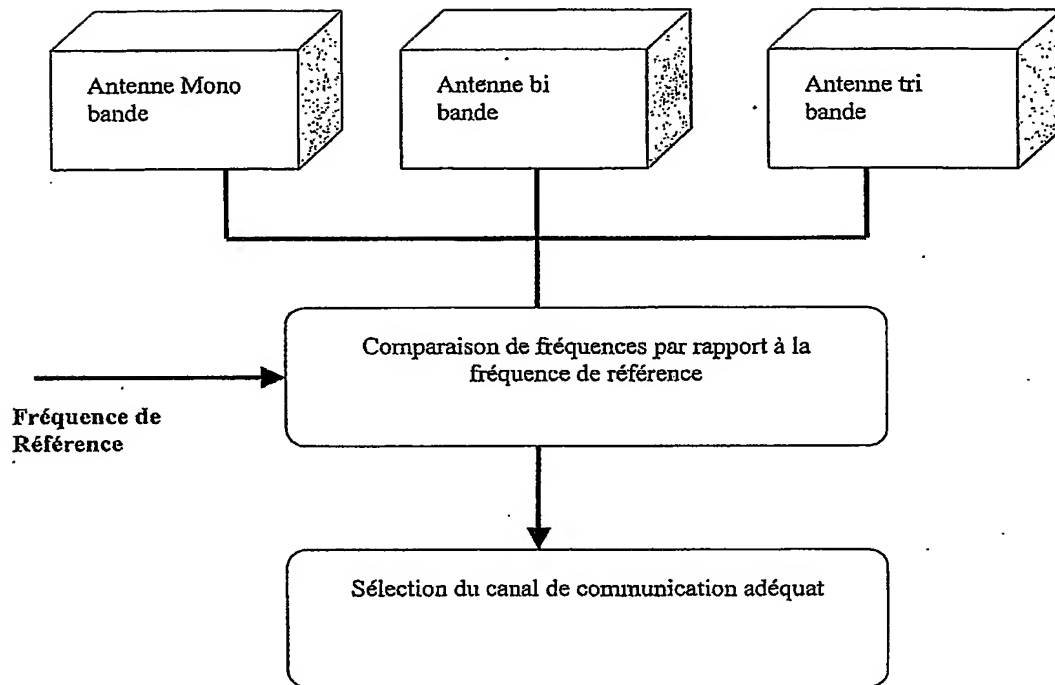 Antenne Mono
bande
Antenne bi
bande
Antenne tri
bande
Comparaison de fréquences par rapport à la
fréquence de référence
Fréquence de
Référence
Sélection du canal de communication adéquat